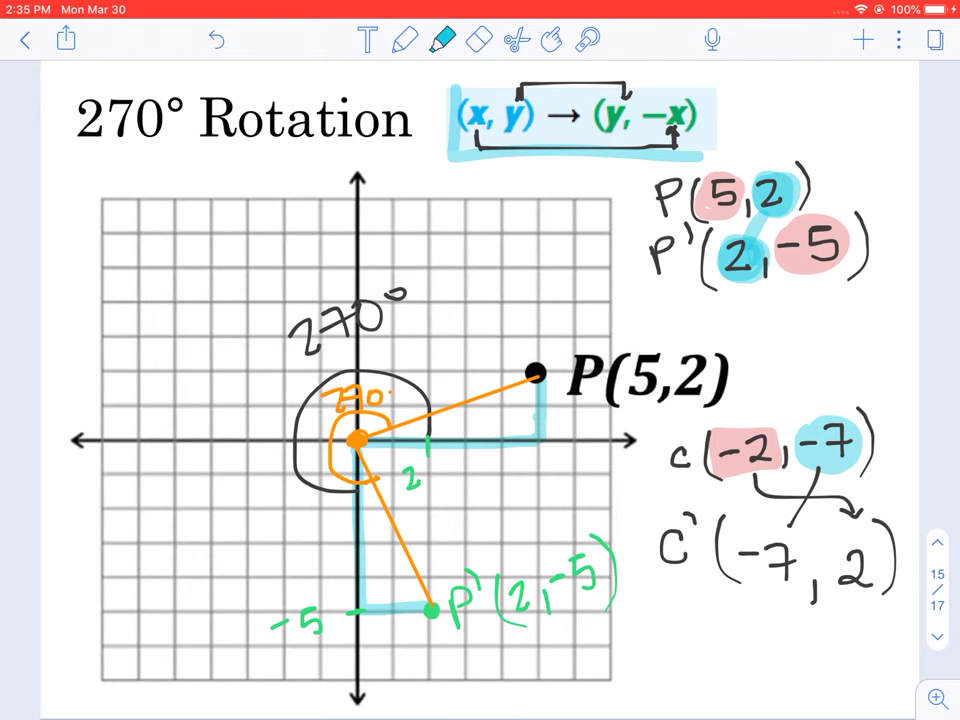 2:35 PM Mon Mar 30
100%
T
270° Rotation
(x, y) → (y, −x)
P(5,2)
P'(2,-5)
270°
270°
P(5,2)
2
C(-2,-7)
C'(-7,2)
P'(2,-5)
-5
15
/
17